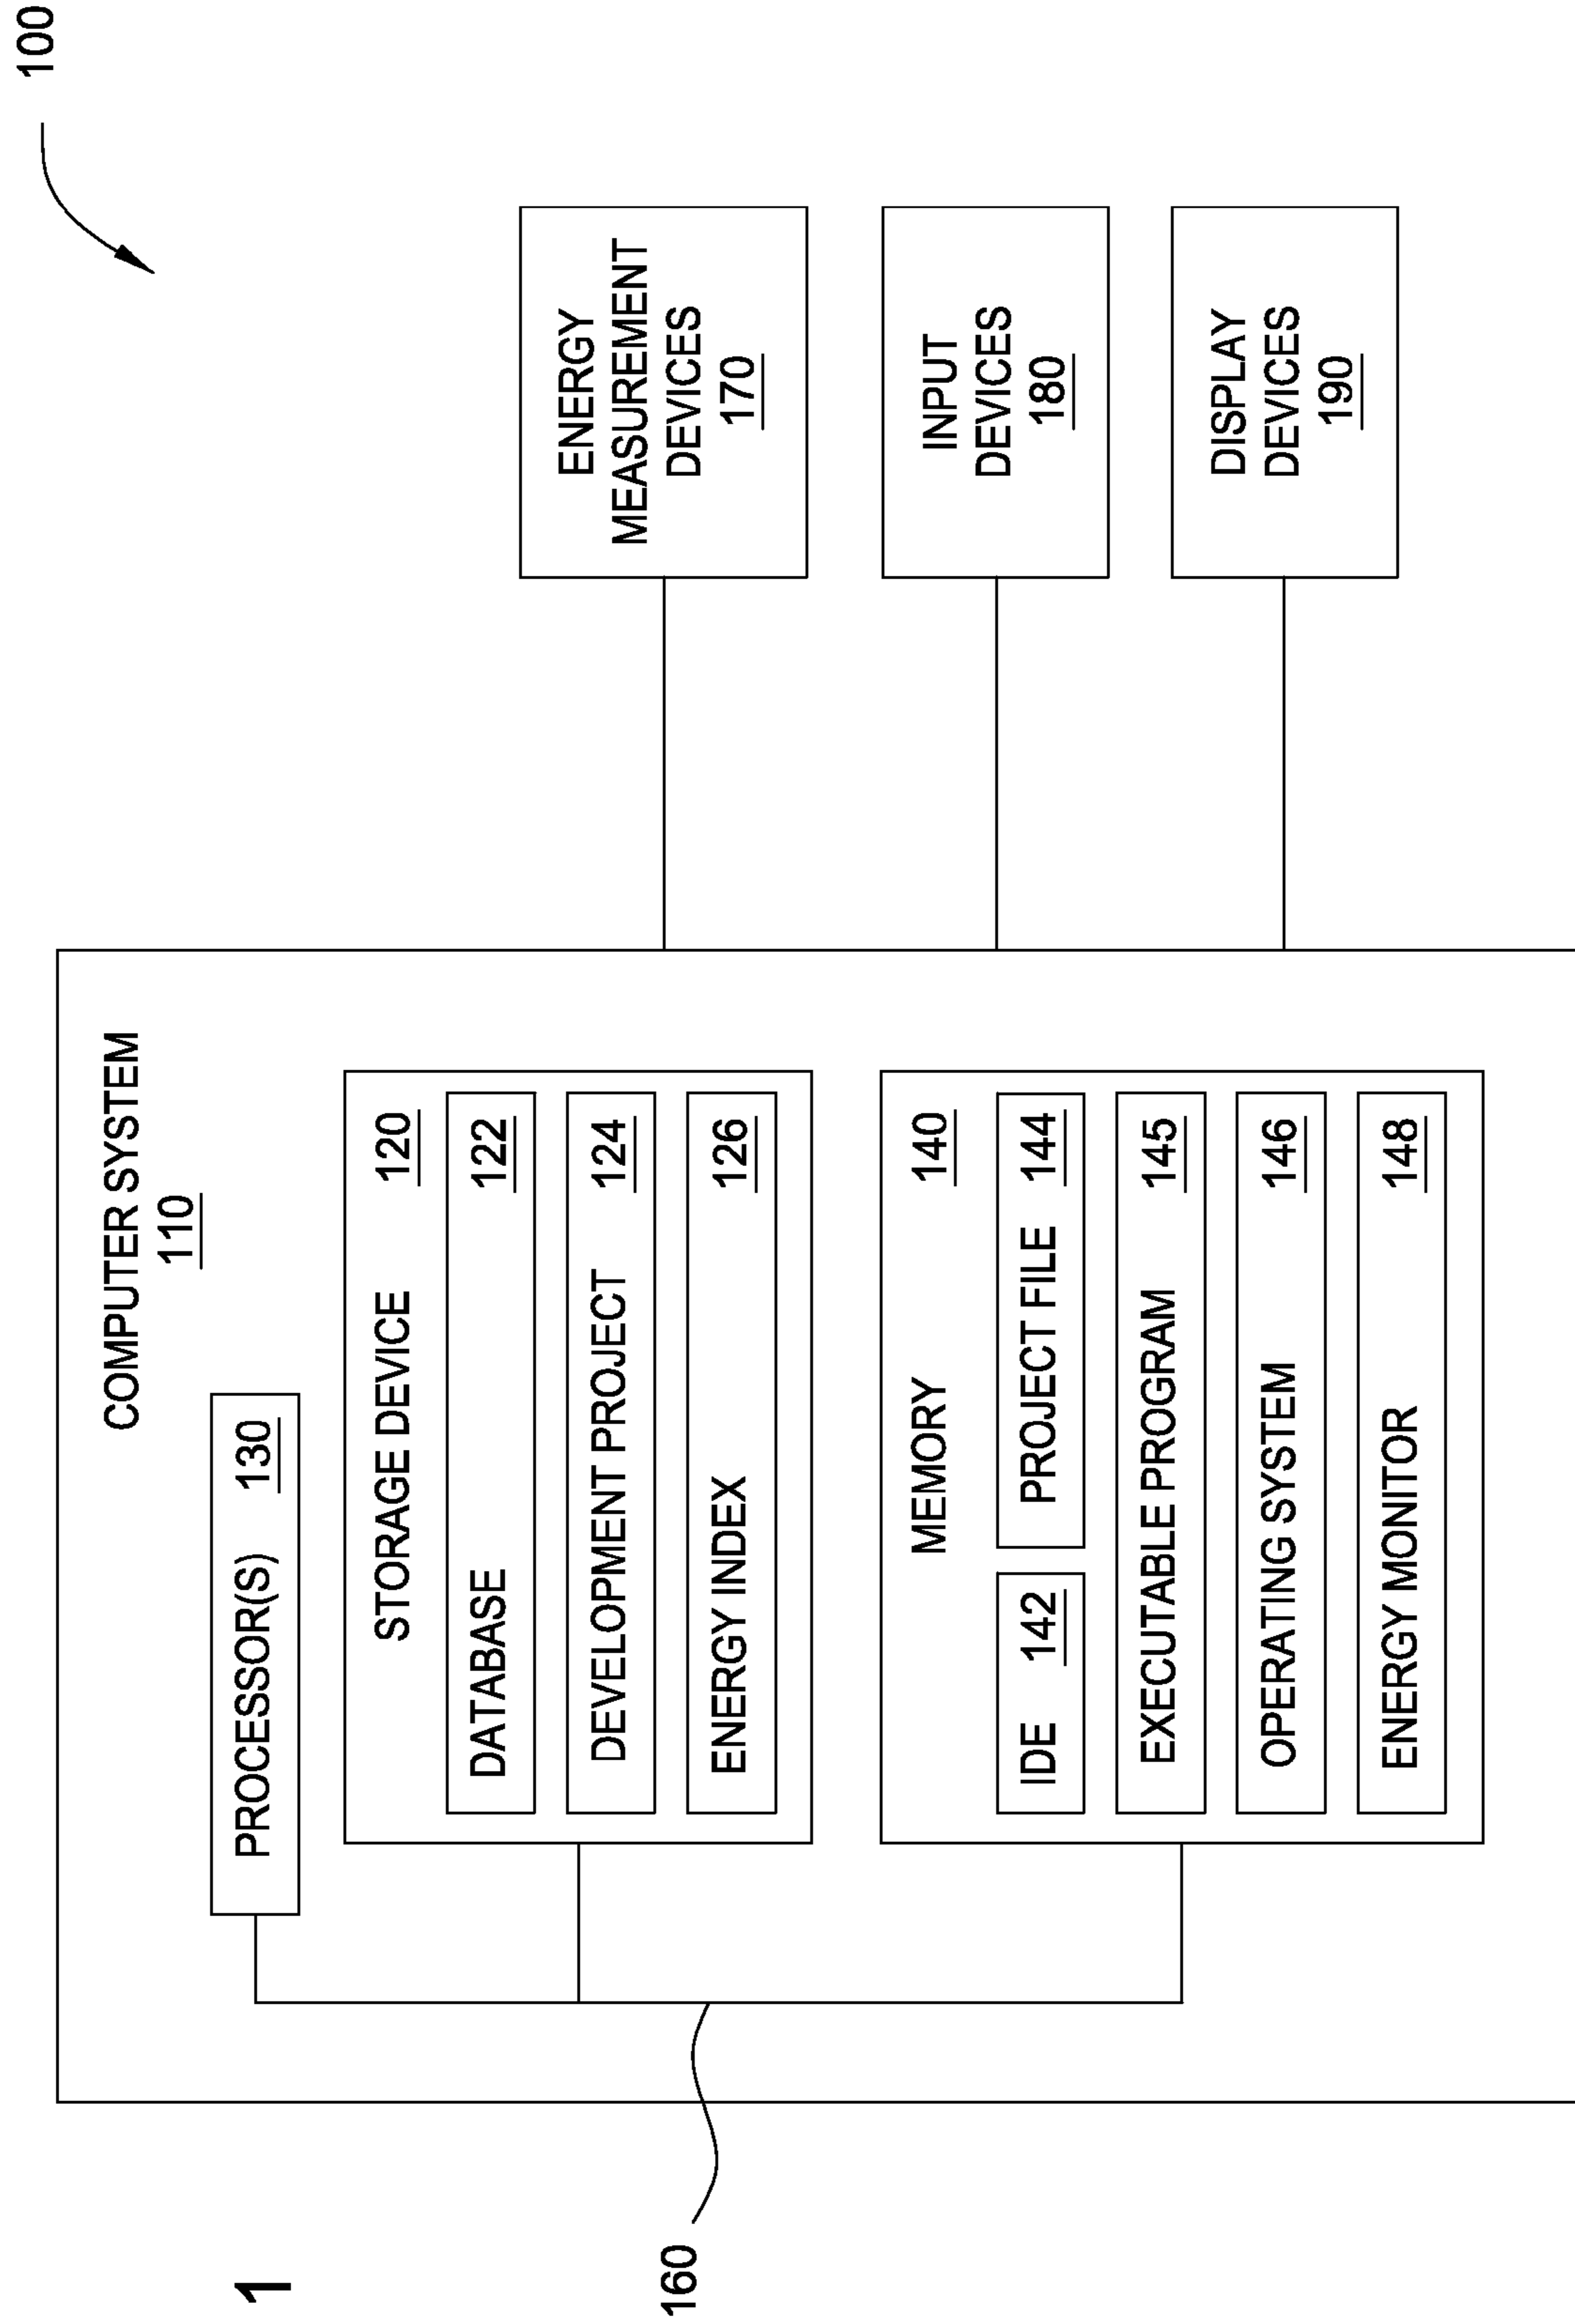 100
COMPUTER SYSTEM
110
PROCESSOR(S) 130
STORAGE DEVICE 120
DATABASE 122
DEVELOPMENT PROJECT 124
ENERGY INDEX 126
MEMORY 140
IDE 142
PROJECT FILE 144
EXECUTABLE PROGRAM 145
OPERATING SYSTEM 146
ENERGY MONITOR 148
160
ENERGY
MEASUREMENT
DEVICES
170
INPUT
DEVICES
180
DISPLAY
DEVICES
190
1